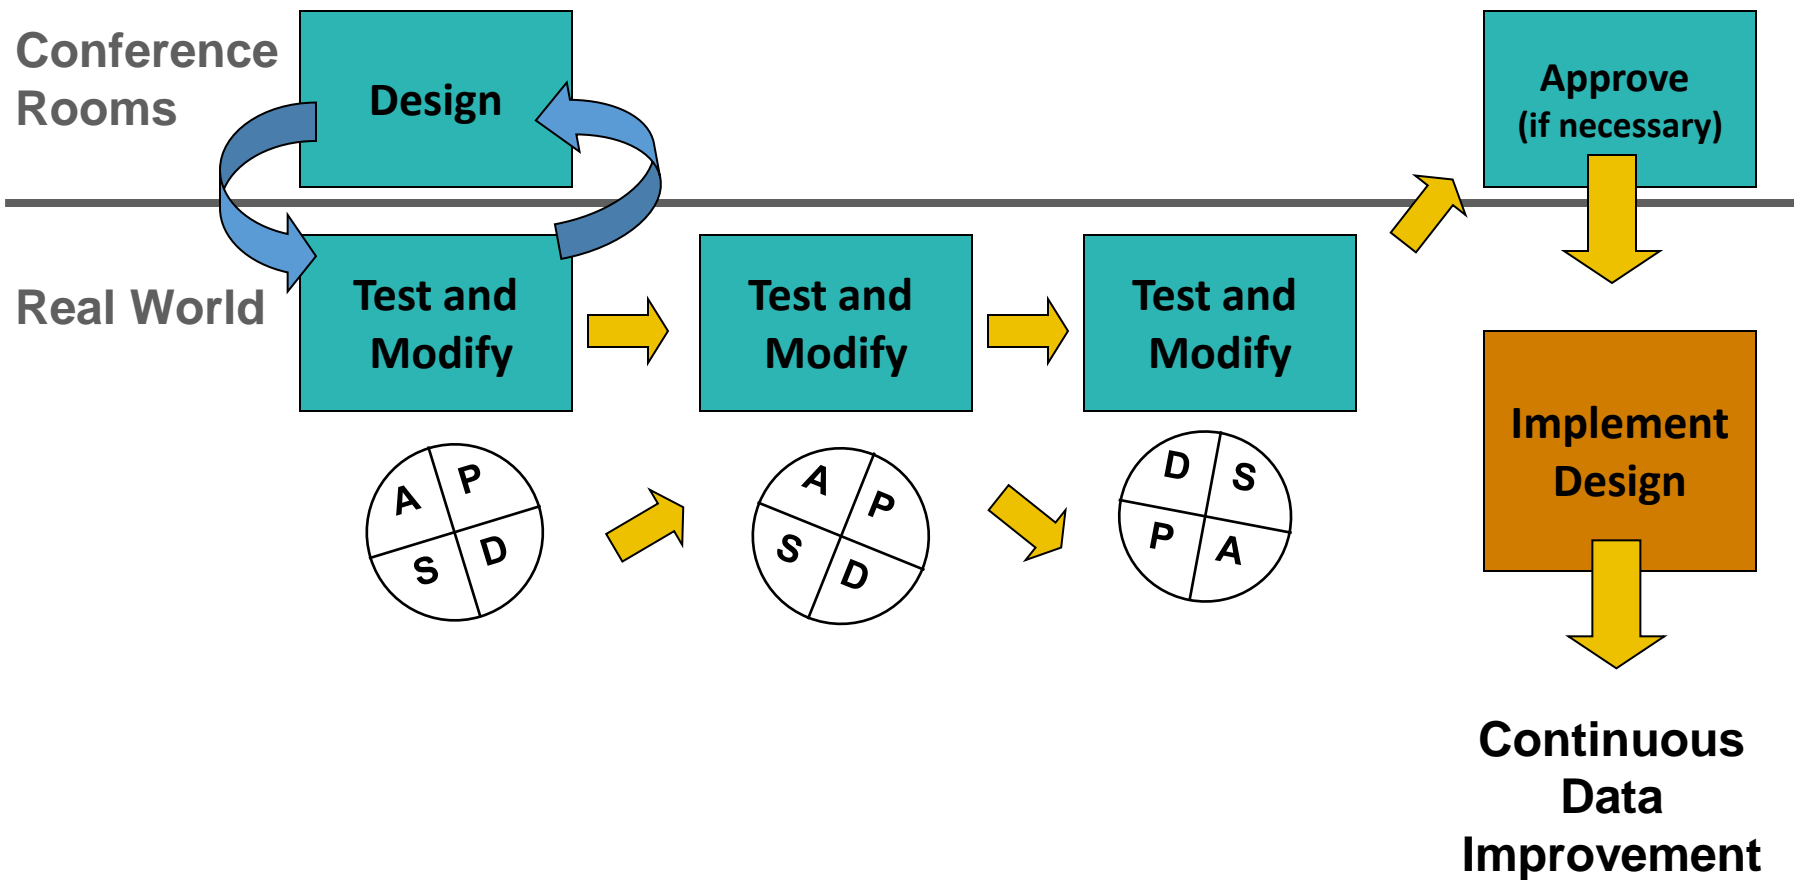 Conference
Rooms
Design
Approve
(if necessary)
Real World
Test and
Modify
Test and
Modify
Test and
Modify
Implement
Design
A P
S D
A P
S D
D S
P A
Continuous
Data
Improvement